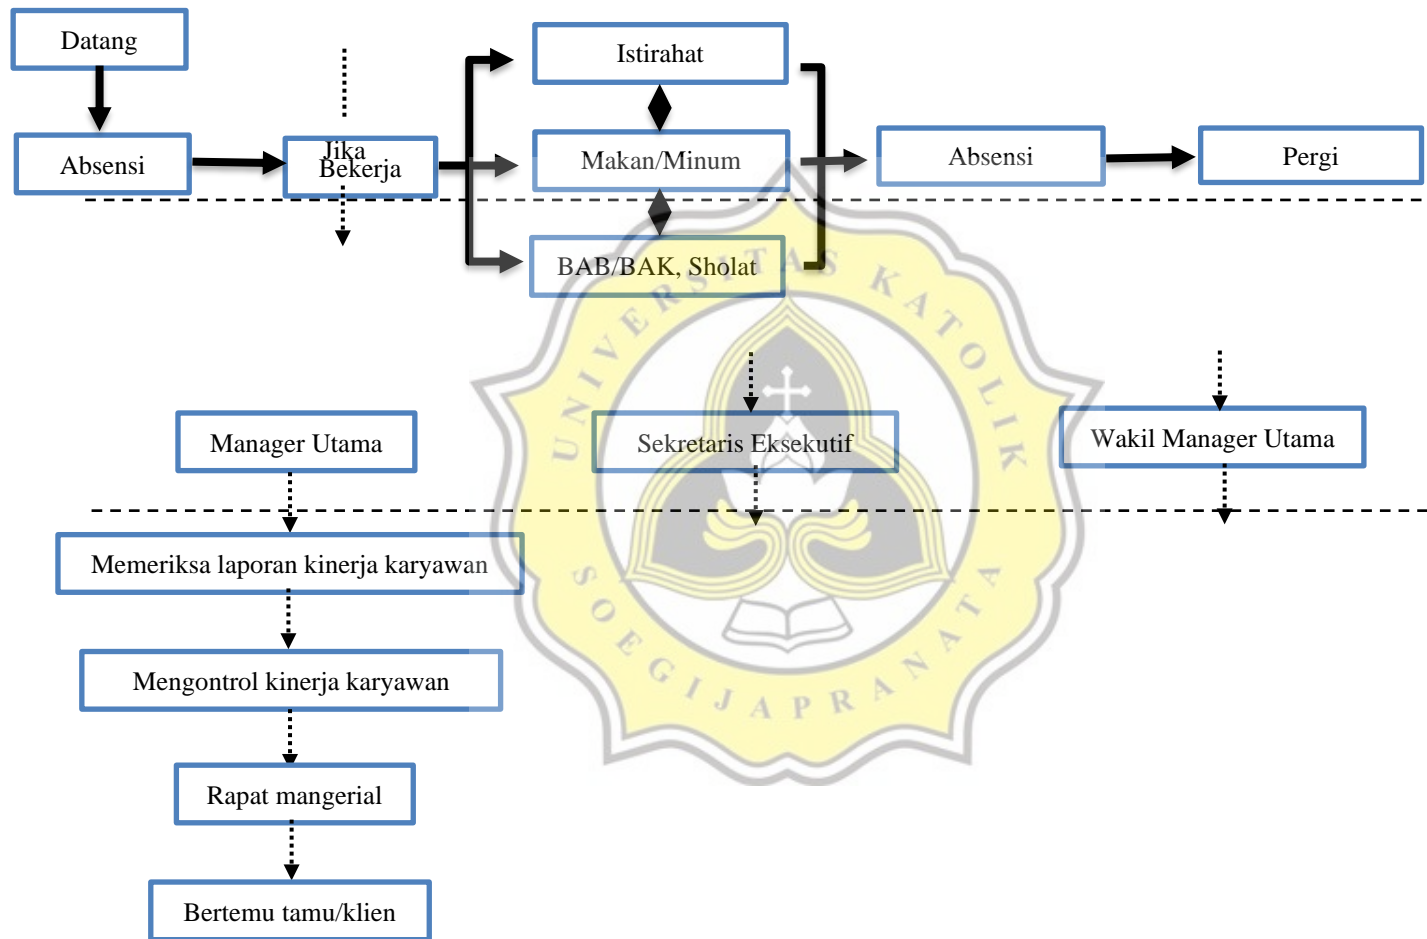 Datang
Istirahat
Jika
Absensi
Bekerja
Makan/Minum
Absensi
Pergi
BAB/BAK, Sholat
UNIVERSITAS KATOLIK
Manager Utama
Sekretaris Eksekutif
Wakil Manager Utama
Memeriksa laporan kinerja karyawan
SOEGIJAPRANATA
Mengontrol kinerja karyawan
Rapat mangerial
Bertemu tamu/klien